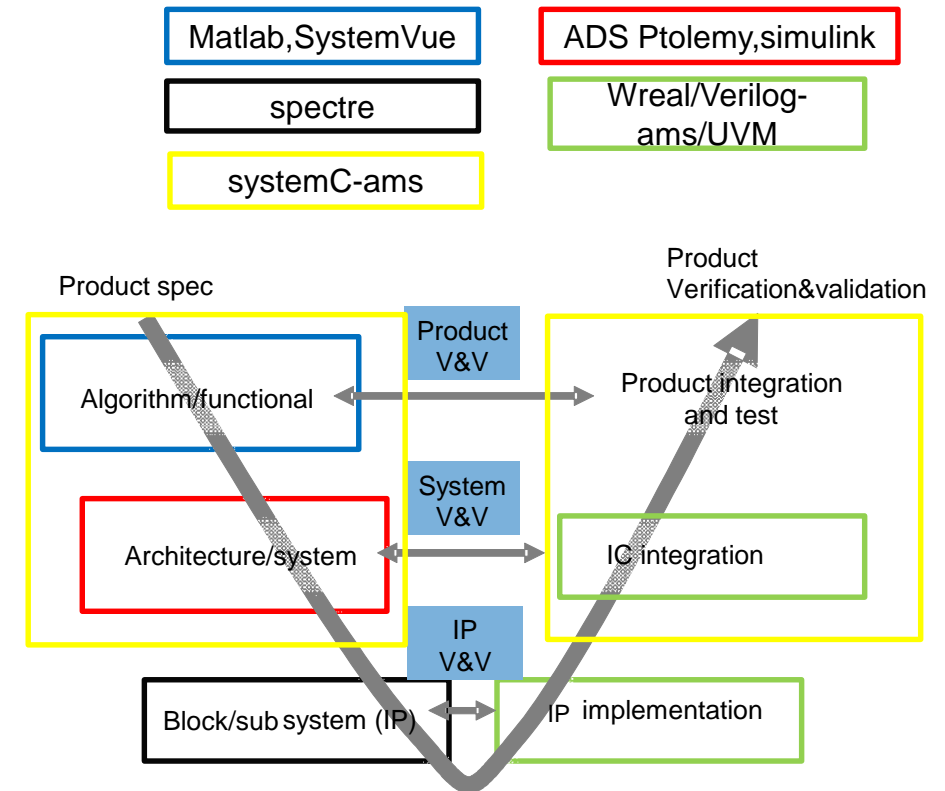 Matlab,SystemVue
ADS Ptolemy,simulink
spectre
Wreal/Verilog-
ams/UVM
systemC-ams
Product spec
Product
Verification&validation
Product
V&V
Algorithm/functional
Product integration
and test
System
V&V
Architecture/system
IC integration
IP
V&V
Block/sub system (IP)
IP implementation